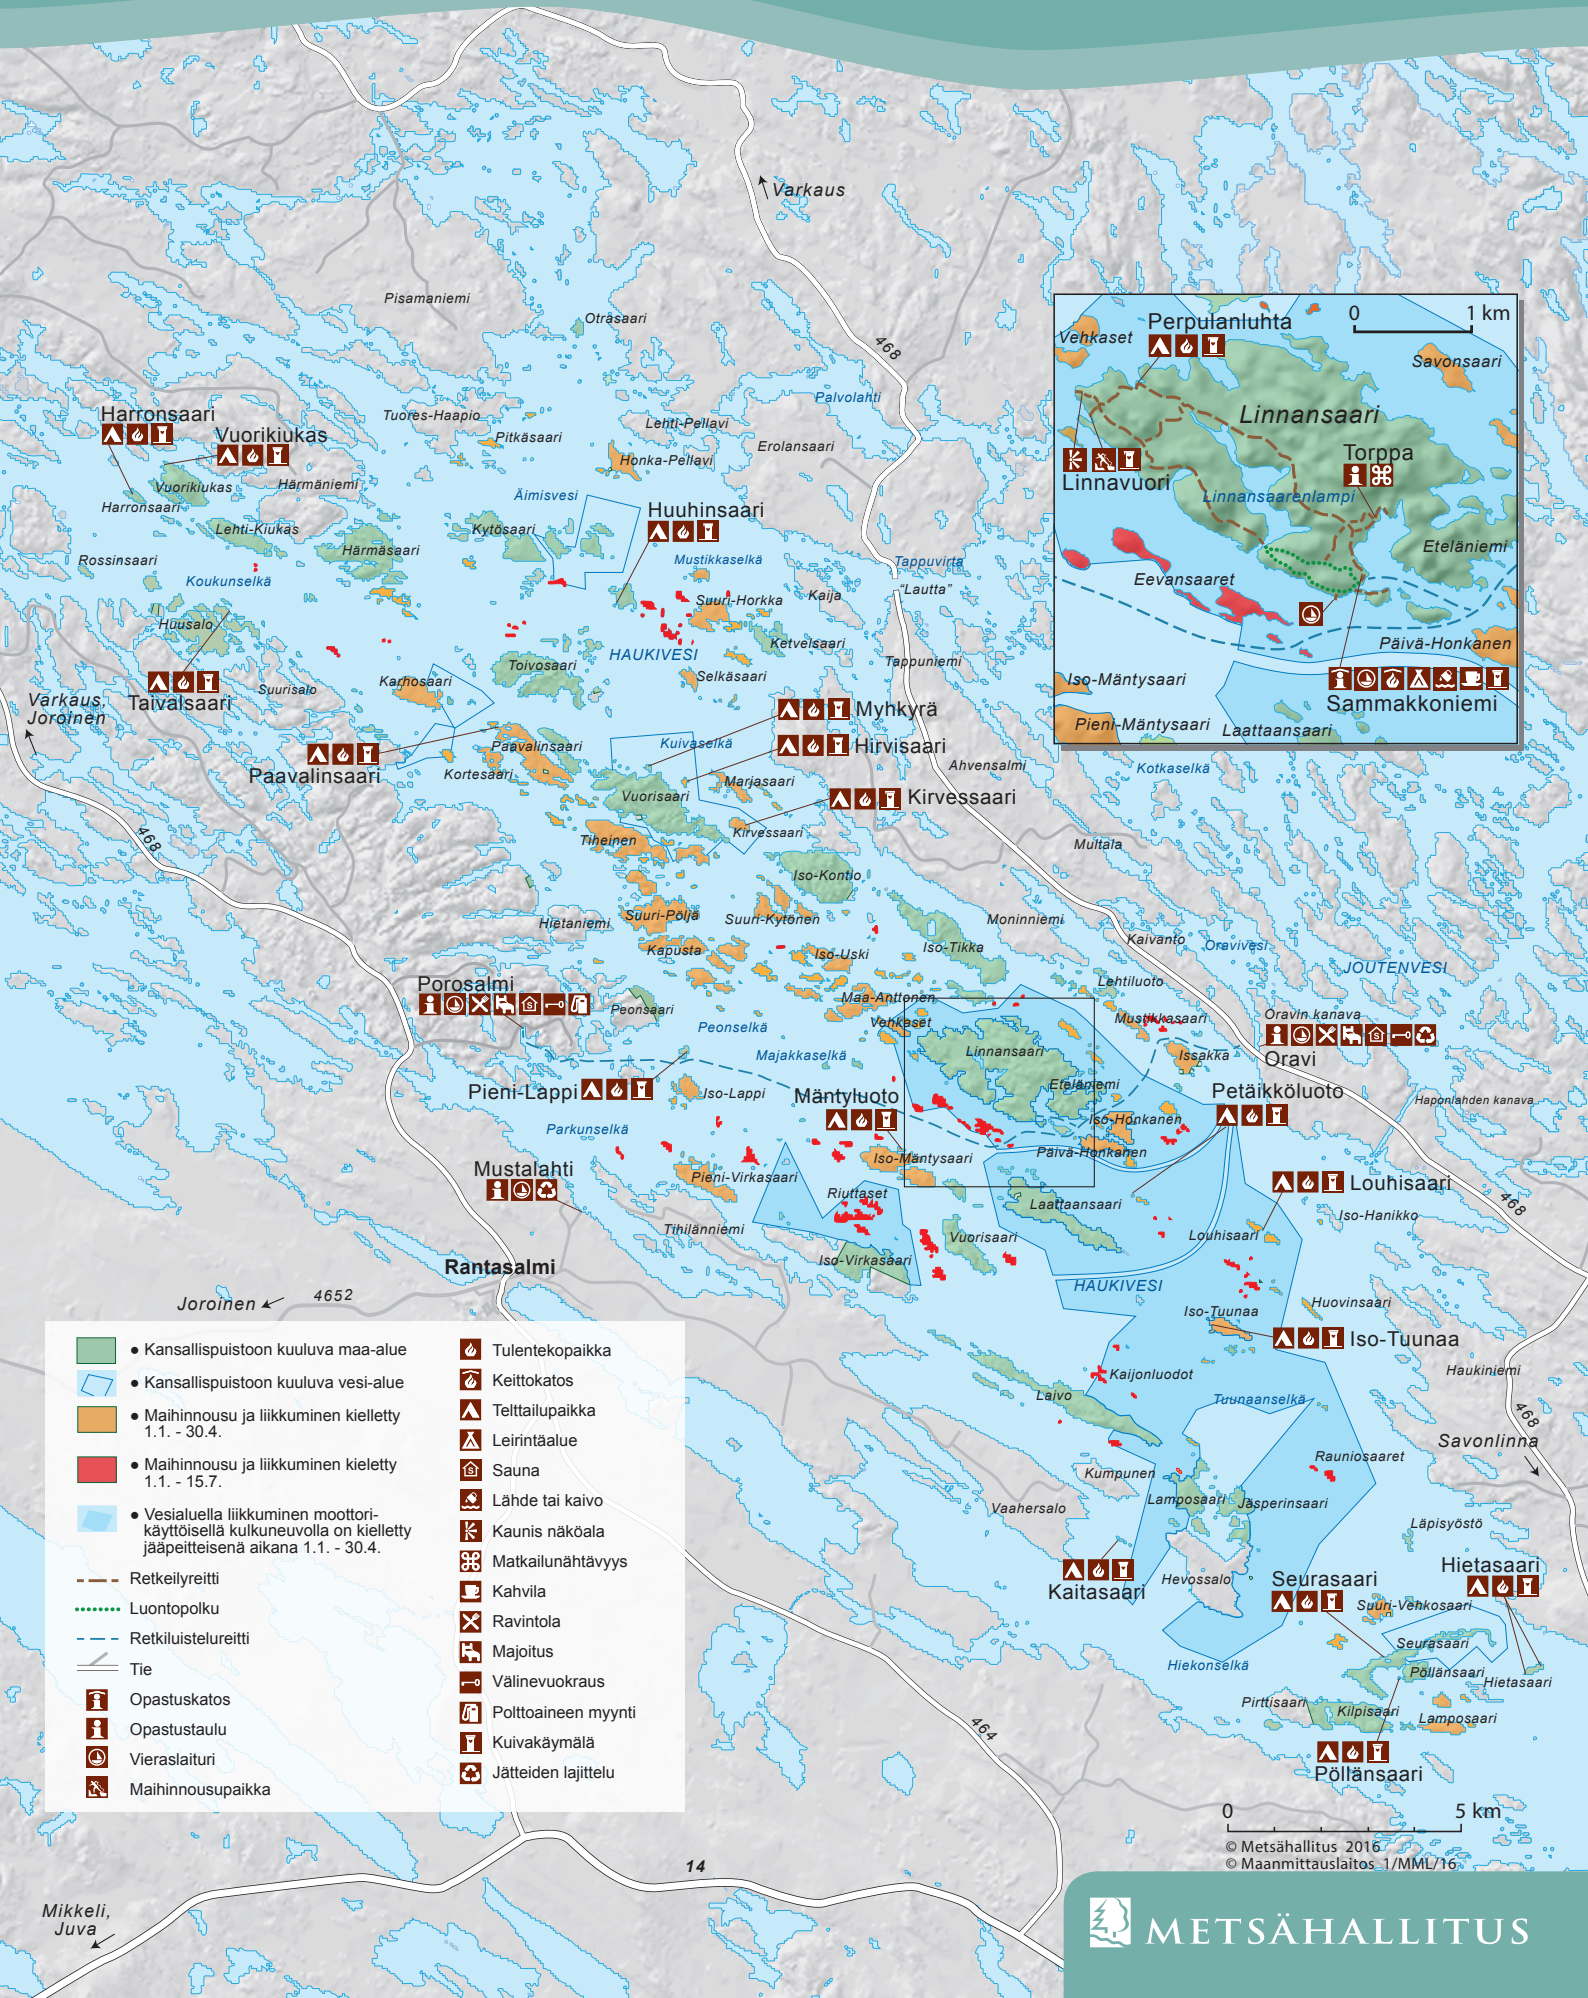 Varkaus
Pisamaniemi
Otrasaari
468
Palvolahti
Harronsaari
Vuorikiukas
Tuores-Haapio
Pitkäsaari
Lehti-Pellavi
Erolansaari
Honka-Pellavi
Vuorikiukas
Härmäniemi
Harronsaari
Äimisvesi
Huuhinsaari
Lehti-Kiukas
Kytösaari
Härmäsaari
Rossinsaari
Koukunselkä
Mustikkaselkä
Tappuvirta
"Lautta"
Suuri-Horkka
Kaija
Huusalo
Ketvelsaari
HAUKIVESI
Toivosaari
Selkäsaari
Tappuniemi
Karhosaari
Suurisalo
Taivalsaari
Varkaus,
Joroinen
Myhkyrä
Kuivaselkä
Hirvisaari
Paavalinsaari
Paavalinsaari
Kortesaari
Marjasaari
Ahvensalmi
Vuorisaari
Kirvessaari
Kirvessaari
Tiheinen
468
Multala
Iso-Kontio
Hietaniemi
Suuri-Pöljä
Suuri-Kytönen
Moninniemi
Kapusta
Iso-Uski
Iso-Tikka
Kaivanto
Oravivesi
JOUTENVESI
Porosalmi
Lehtiluoto
Maa-Anttonen
Peonsaari
Vehkaset
Mustikkasaari
Oravin kanava
Oravi
Peonselkä
Majakkaselkä
Linnansaari
Issakka
Eteläniemi
Pieni-Lappi
Iso-Lappi
Mäntyluoto
Petäikköluoto
Haponlahden kanava
Iso-Honkanen
Parkunselkä
Päivä-Honkanen
Iso-Mäntysaari
Mustalahti
Pieni-Virkasaari
Riuttaset
Laattaansaari
Louhisaari
Iso-Hanikko
468
Tihilänniemi
Vuorisaari
Louhisaari
Iso-Virkasaari
Rantasalmi
HAUKIVESI
Joroinen
4652
Iso-Tuunaa
Huovinsaari
Iso-Tuunaa
Kaijonluodot
Haukiniemi
Laivo
Tuunaanselkä
468
Savonlinna
Rauniosaaret
Kumpunen
Lamposaari
Jäsperinsaari
Vaahersalo
Läpisyöstö
Hietasaari
Kaitasaari
Hevossalo
Seurasaari
Suuri-Vehkosaari
Seurasaari
Hiekonselkä
Pöllänsaari
Hietasaari
Pirttisaari
Kilpisaari
Lamposaari
464
Pöllänsaari
0 5 km
© Metsähallitus 2016
© Maanmittauslaitos 1/MML/16
14
Mikkeli,
Juva
METSÄHALLITUS
0 1 km
Perpulanluhta
Vehkaset
Savonsaari
Linnansaari
Torppa
Linnavuori
Linnansaarenlampi
Eteläniemi
Eevansaaret
Päivä-Honkanen
Iso-Mäntysaari
Sammakkoniemi
Pieni-Mäntysaari
Laattaansaari
Kotkaselkä
● Kansallispuistoon kuuluva maa-alue
● Kansallispuistoon kuuluva vesi-alue
● Maihinnousu ja liikkuminen kielletty
1.1. - 30.4.
● Maihinnousu ja liikkuminen kieletty
1.1. - 15.7.
● Vesialuella liikkuminen moottori-
käyttöisellä kulkuneuvolla on kielletty
jääpeitteisenä aikana 1.1. - 30.4.
Retkeilyreitti
Luontopolku
Retkiluistelureitti
Tie
Opastuskatos
Opastustaulu
Vieraslaituri
Maihinnousupaikka
Tulentekopaikka
Keittokatos
Telttailupaikka
Leirintäalue
Sauna
Lähde tai kaivo
Kaunis näköala
Matkailunähtävyys
Kahvila
Ravintola
Majoitus
Välinevuokraus
Polttoaineen myynti
Kuivakäymälä
Jätteiden lajittelu